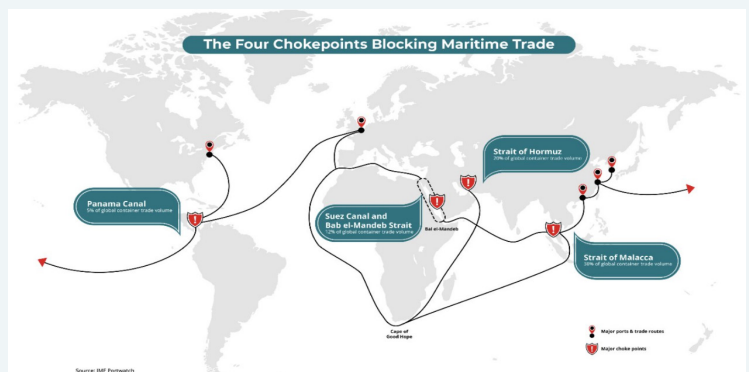 The Four Chokepoints Blocking Maritime Trade
Strait of Hormuz
of global container trade volume
Panama Canal
5% of global container trade volume
Suez Canal and
Bab el-Mandeb Strait
12% of global container trade volume
Bal el-Mandeb
Strait of Malacca
of global container trade volume
Cape of
Good Hope
Major ports & trade routes
Major choke points
Source: IMF Portwatch